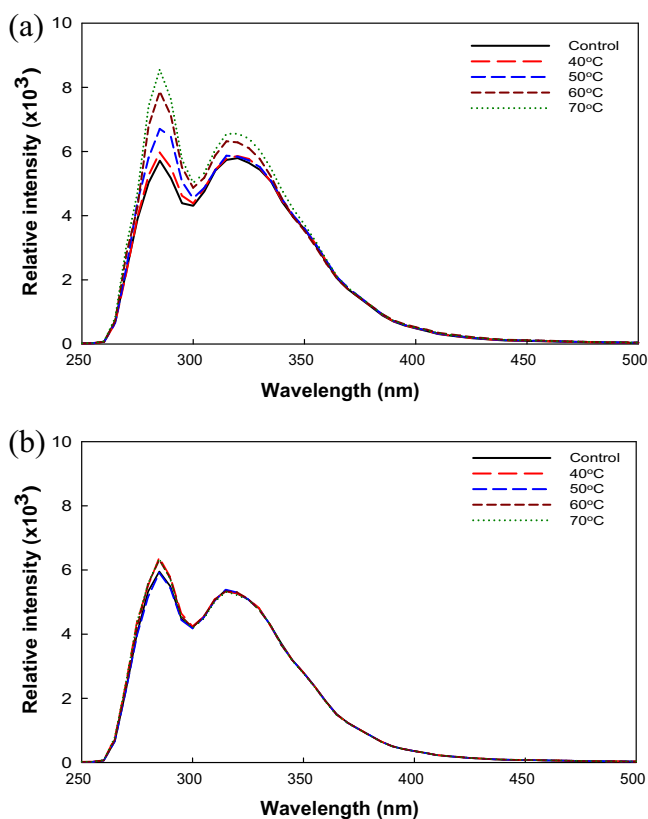 (a)
10
8
6
4
2
0
Relative intensity (x10³)
Control
40ºC
50ºC
60ºC
70ºC
250 300 350 400 450 500
Wavelength (nm)
(b)
10
8
6
4
2
0
Relative intensity (x10³)
Control
40ºC
50ºC
60ºC
70ºC
250 300 350 400 450 500
Wavelength (nm)